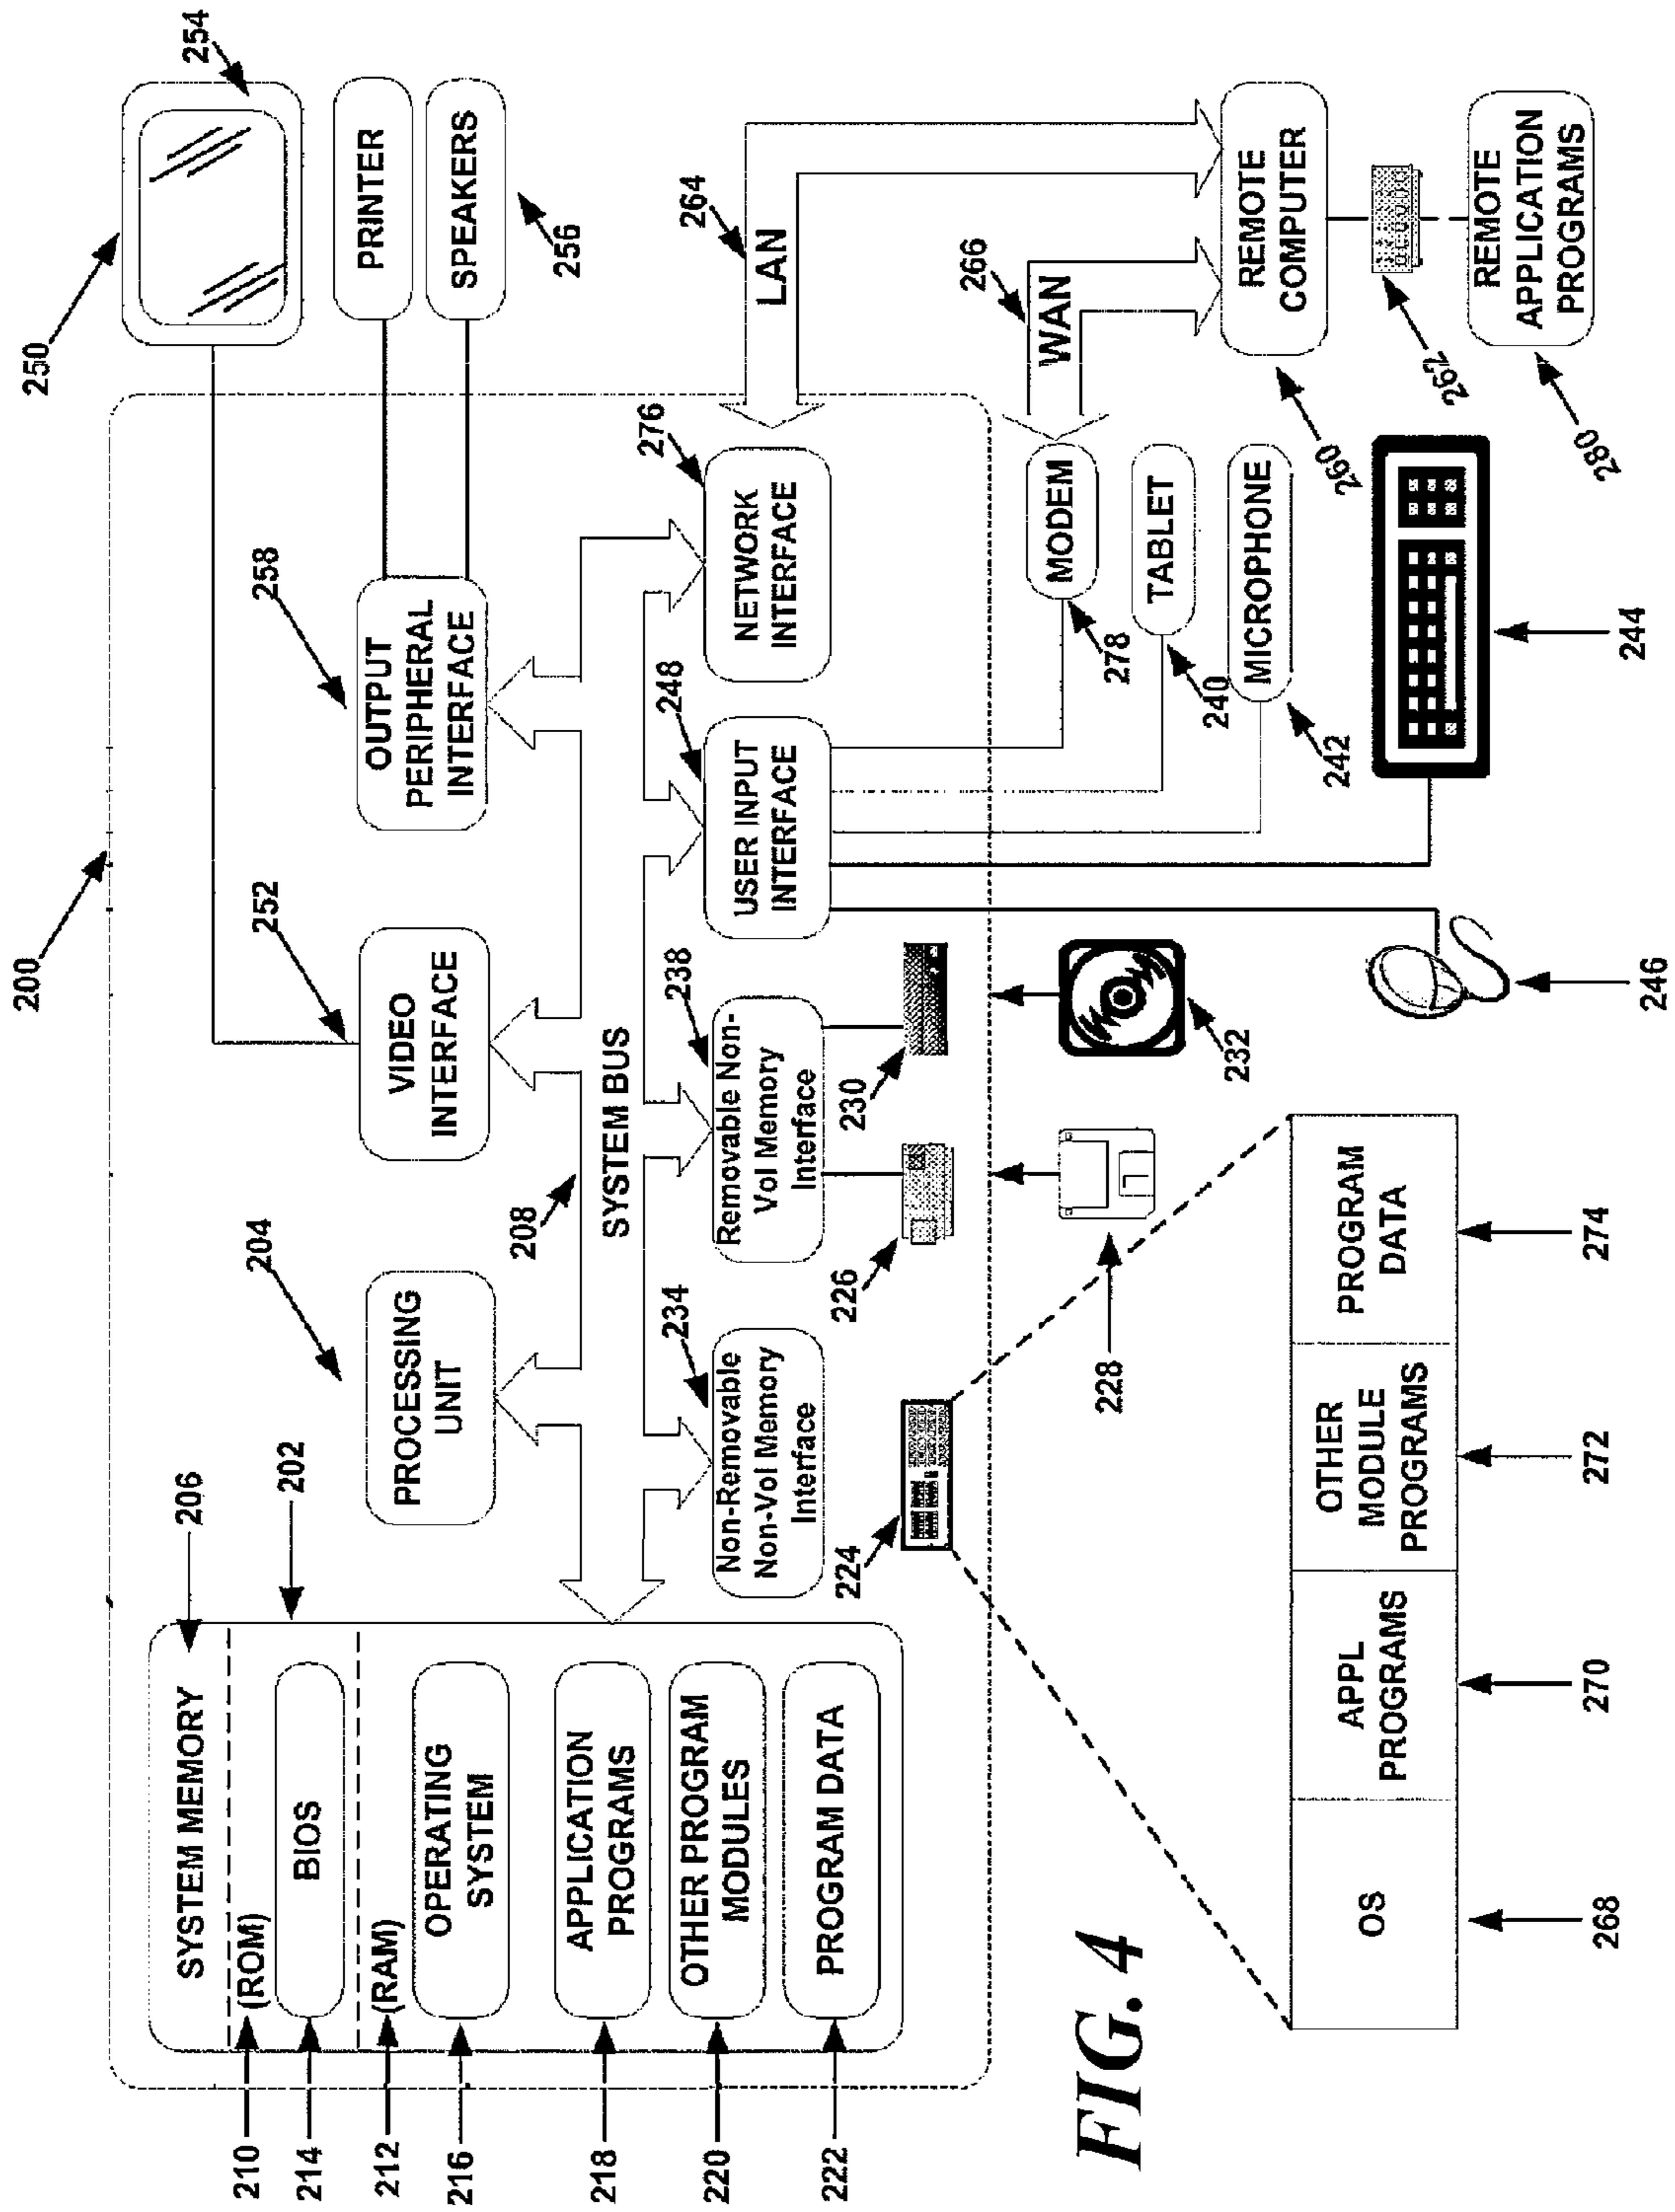 200
250
254
PRINTER
SPEAKERS
256
SYSTEM MEMORY
206
202
210
(ROM)
214
BIOS
212
(RAM)
216
OPERATING
SYSTEM
218
APPLICATION
PROGRAMS
220
OTHER PROGRAM
MODULES
222
PROGRAM DATA
204
PROCESSING
UNIT
252
VIDEO
INTERFACE
258
OUTPUT
PERIPHERAL
INTERFACE
208
SYSTEM BUS
234
Non-Removable
Non-Vol Memory
Interface
238
Removable Non-
Vol Memory
Interface
248
USER INPUT
INTERFACE
276
NETWORK
INTERFACE
264
LAN
266
WAN
224
226
230
228
232
MODEM
278
TABLET
240
MICROPHONE
242
244
246
REMOTE
COMPUTER
260
262
REMOTE
APPLICATION
PROGRAMS
280
OS
APPL
PROGRAMS
OTHER
MODULE
PROGRAMS
PROGRAM
DATA
268
270
272
274
FIG. 4